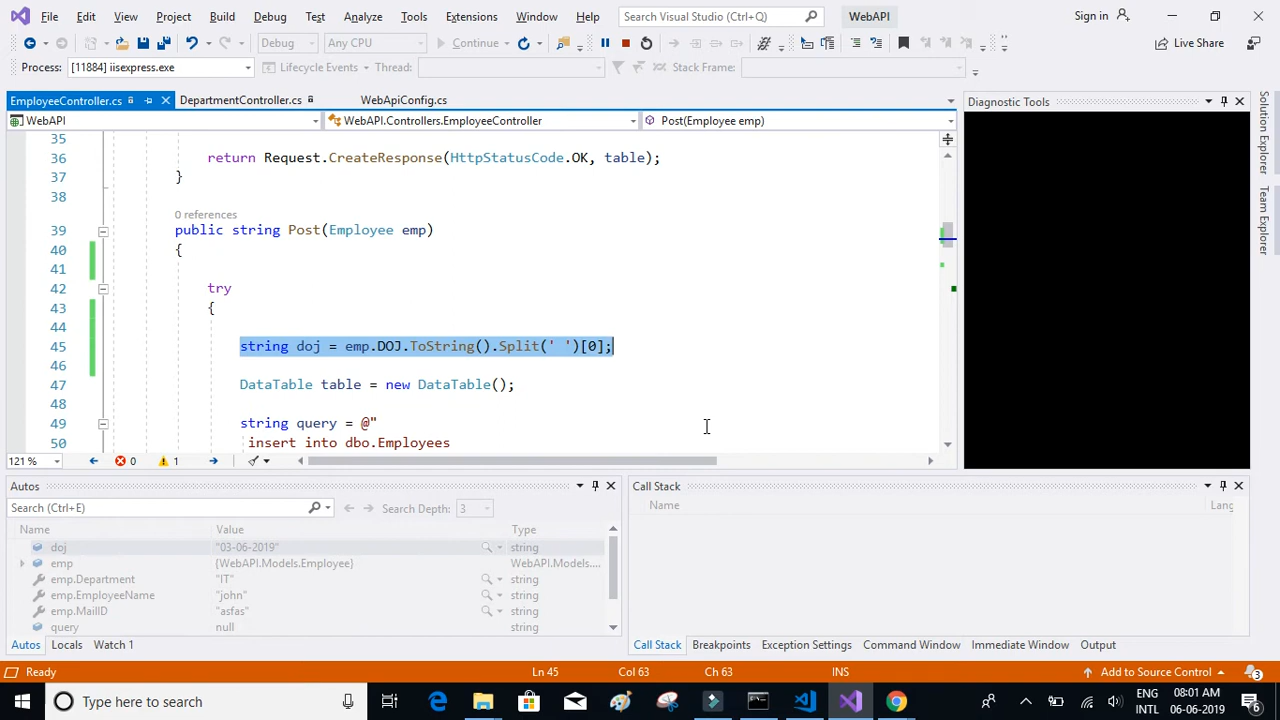 File Edit View Project Build Debug Test Analyze Tools Extensions Window Help Search Visual Studio (Ctrl+Q) WebAPI Sign in
Debug Any CPU Continue Live Share
Process: [11884] iisexpress.exe Lifecycle Events Thread: Stack Frame:
EmployeeController.cs DepartmentController.cs WebApiConfig.cs Diagnostic Tools
WebAPI WebAPI.Controllers.EmployeeController Post(Employee emp)
35
36 return Request.CreateResponse(HttpStatusCode.OK, table);
37 }
38
0 references
39 public string Post(Employee emp)
40 {
41
42 try
43 {
44
45 string doj = emp.DOJ.ToString().Split(' ')[0];
46
47 DataTable table = new DataTable();
48
49 string query = @"
50 insert into dbo.Employees
Solution Explorer
Team Explorer
121 % 0 1
Autos
Search (Ctrl+E) Search Depth: 3
Name Value Type
doj "03-06-2019" string
emp {WebAPI.Models.Employee} WebAPI.Models....
emp.Department "IT" string
emp.EmployeeName "john" string
emp.MailID "asfas" string
query null string
Autos Locals Watch 1
Call Stack
Name Lang
Call Stack Breakpoints Exception Settings Command Window Immediate Window Output
Ready Ln 45 Col 63 Ch 63 INS Add to Source Control 3
Type here to search
ENG
INTL
08:01 AM
06-06-2019
6